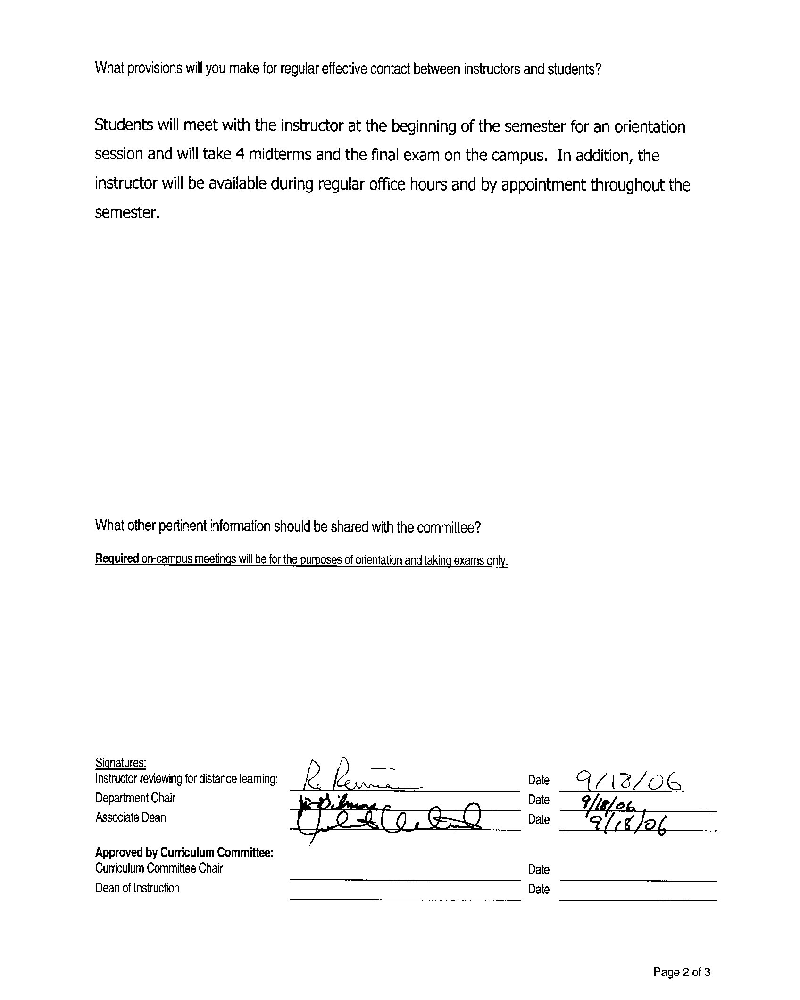 What provisions will you make for regular effective contact between instructors and students?
Students will meet with the instructor at the beginning of the semester for an orientation
session and will take 4 midterms and the final exam on the campus. In addition, the
instructor will be available during regular office hours and by appointment throughout the
semester.
What other pertinent information should be shared with the committee?
Required on-campus meetings will be for the purposes of orientation and taking exams only.
Signatures:
Instructor reviewing for distance learning: Date 9/18/06
Department Chair Gilmore Date 9/18/06
Associate Dean Date 9/18/06
Approved by Curriculum Committee:
Curriculum Committee Chair Date
Dean of Instruction Date
Page 2 of 3